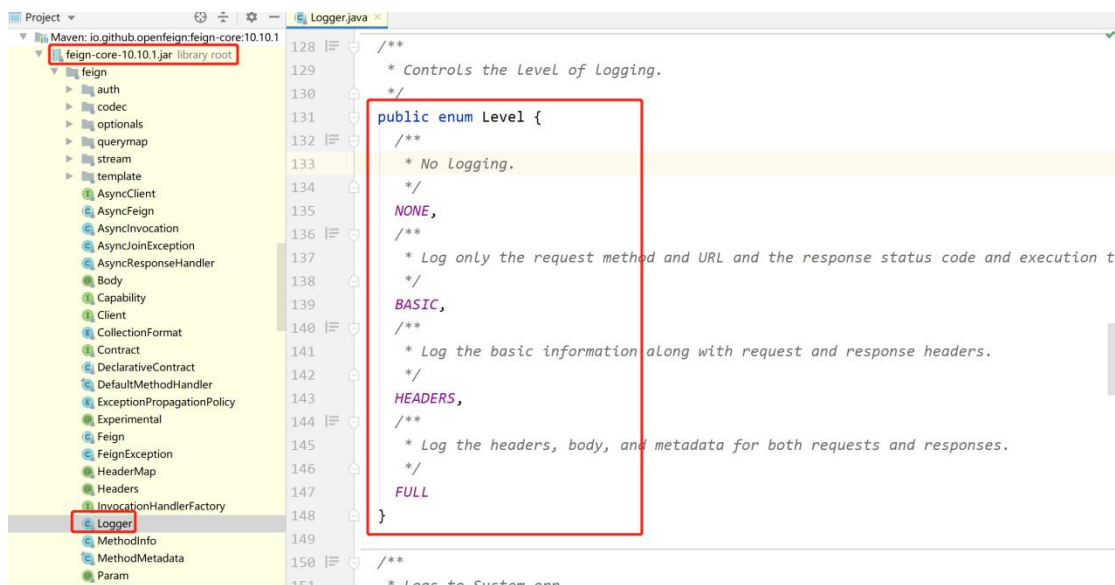 Project
Logger.java
Maven: io.github.openfeign:feign-core:10.10.1
feign-core-10.10.1.jar library root
feign
auth
codec
optionals
querymap
stream
template
AsyncClient
AsyncFeign
AsyncInvocation
AsyncJoinException
AsyncResponseHandler
Body
Capability
Client
CollectionFormat
Contract
DeclarativeContract
DefaultMethodHandler
ExceptionPropagationPolicy
Experimental
Feign
FeignException
HeaderMap
Headers
InvocationHandlerFactory
Logger
MethodInfo
MethodMetadata
Param
128 /**
129 * Controls the level of logging.
130 */
131 public enum Level {
132 /**
133 * No logging.
134 */
135 NONE,
136 /**
137 * Log only the request method and URL and the response status code and execution t
138 */
139 BASIC,
140 /**
141 * Log the basic information along with request and response headers.
142 */
143 HEADERS,
144 /**
145 * Log the headers, body, and metadata for both requests and responses.
146 */
147 FULL
148 }
149
150 /**